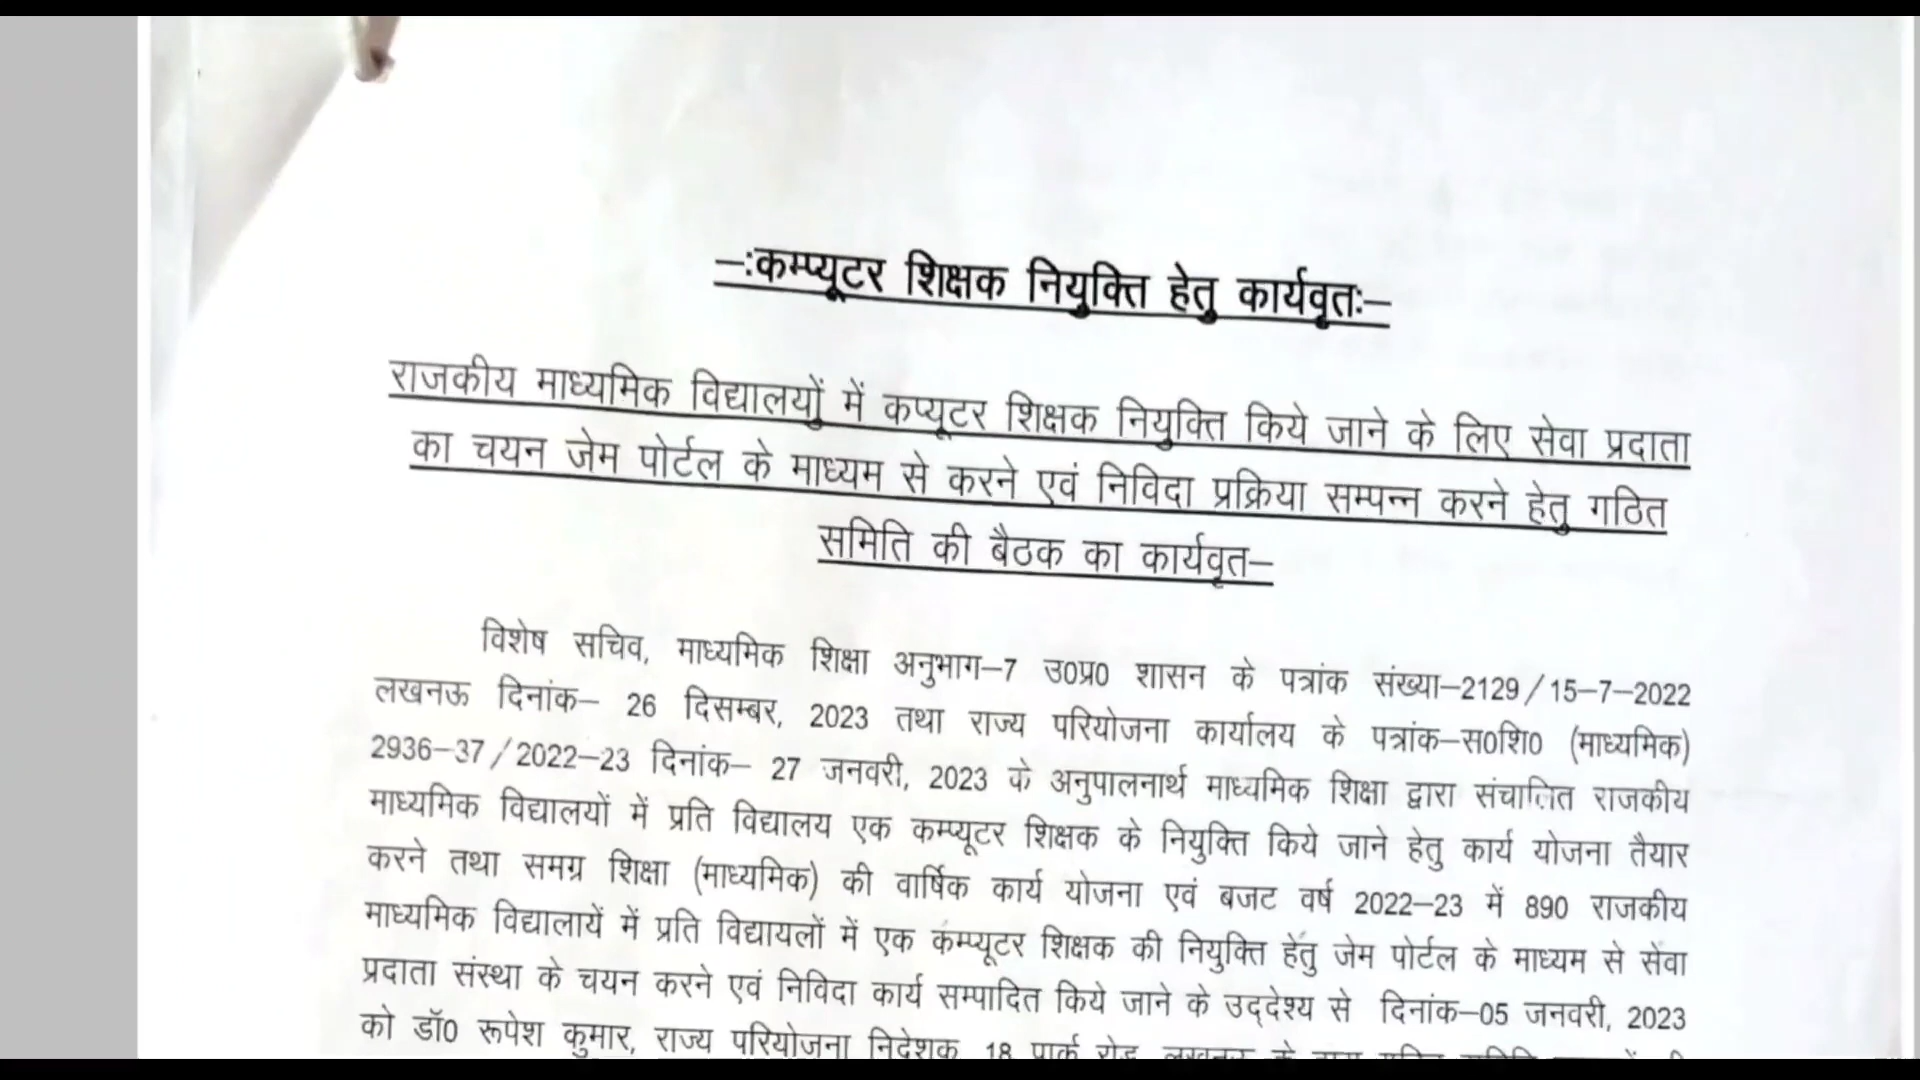 –:कम्प्यूटर शिक्षक नियुक्ति हेतु कार्यवृतः–
राजकीय माध्यमिक विद्यालयों में कप्यूटर शिक्षक नियुक्ति किये जाने के लिए सेवा प्रदाता
का चयन जेम पोर्टल के माध्यम से करने एवं निविदा प्रक्रिया सम्पन्न करने हेतु गठित
समिति की बैठक का कार्यवृत–
विशेष सचिव, माध्यमिक शिक्षा अनुभाग–7 उ0प्र0 शासन के पत्रांक संख्या–2129/15–7–2022
लखनऊ दिनांक– 26 दिसम्बर, 2023 तथा राज्य परियोजना कार्यालय के पत्रांक–स0शि0 (माध्यमिक)
2936–37/2022–23 दिनांक– 27 जनवरी, 2023 के अनुपालनार्थ माध्यमिक शिक्षा द्वारा संचालित राजकीय
माध्यमिक विद्यालयों में प्रति विद्यालय एक कम्प्यूटर शिक्षक के नियुक्ति किये जाने हेतु कार्य योजना तैयार
करने तथा समग्र शिक्षा (माध्यमिक) की वार्षिक कार्य योजना एवं बजट वर्ष 2022–23 में 890 राजकीय
माध्यमिक विद्यालायें में प्रति विद्यायलों में एक कम्प्यूटर शिक्षक की नियुक्ति हेंतु जेम पोर्टल के माध्यम से सेवा
प्रदाता संस्था के चयन करने एवं निविदा कार्य सम्पादित किये जाने के उद्देश्य से दिनांक–05 जनवरी, 2023
को डॉ0 रूपेश कुमार, राज्य परियोजना निदेशक, 18 पार्क रोड, लखनऊ के